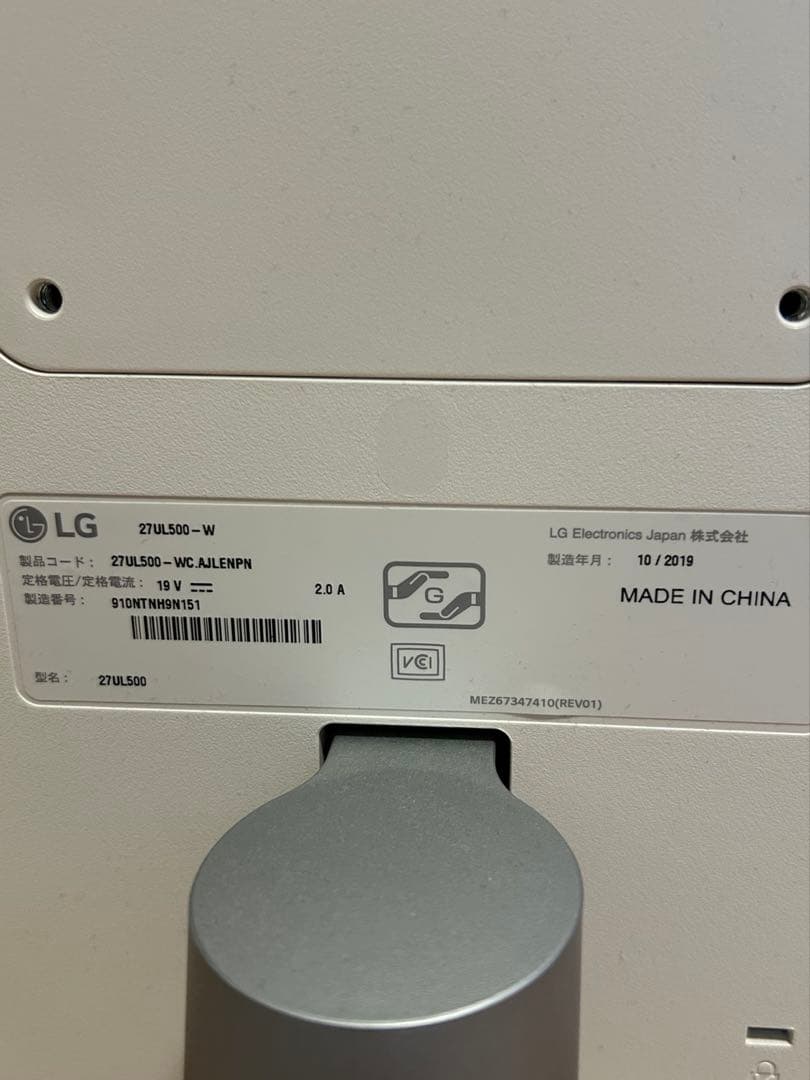 LG 27UL500-W
製品コード： 27UL500-WC.AJLENPN
定格電圧/定格電流： 19 V 2.0 A
製造番号： 910NTNH9N151
型名： 27UL500
G
VCI
LG Electronics Japan 株式会社
製造年月： 10 / 2019
MADE IN CHINA
MEZ67347410(REV01)